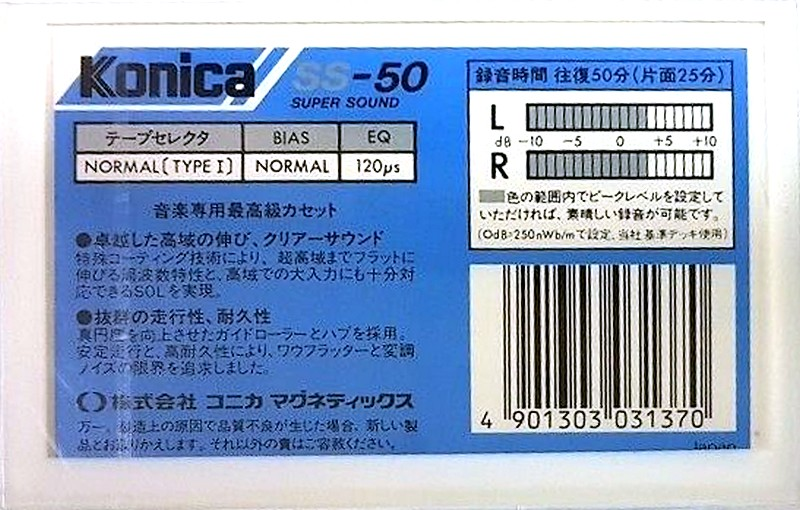 Konica SS-50
SUPER SOUND
テープセレクタ BIAS EQ
NORMAL〔TYPE I〕 NORMAL 120μs
音楽専用最高級カセット
●卓越した高域の伸び、クリアーサウンド
特殊コーティング技術により、超高域までフラットに
伸びる周波数特性と、高域での大入力にも十分対
応できるSOLを実現。
●抜群の走行性、耐久性
真円度を向上させたガイドローラーとハブを採用。
安定走行と、高耐久性により、ワウフラッターと変調
ノイズの限界を追求しました。
株式会社 コニカ マグネティックス
万一、製造上の原因で品質不良が生じた場合、新しい製
品とおとりかえします。それ以外の責はご容赦ください。
録音時間 往復50分(片面25分)
L
dB -10 -5 0 +5 +10
R
色の範囲内でピークレベルを設定して
いただければ、素晴しい録音が可能です。
(0dB=250nWb/mで設定、当社基準デッキ使用)
4 901303 031370
Japan